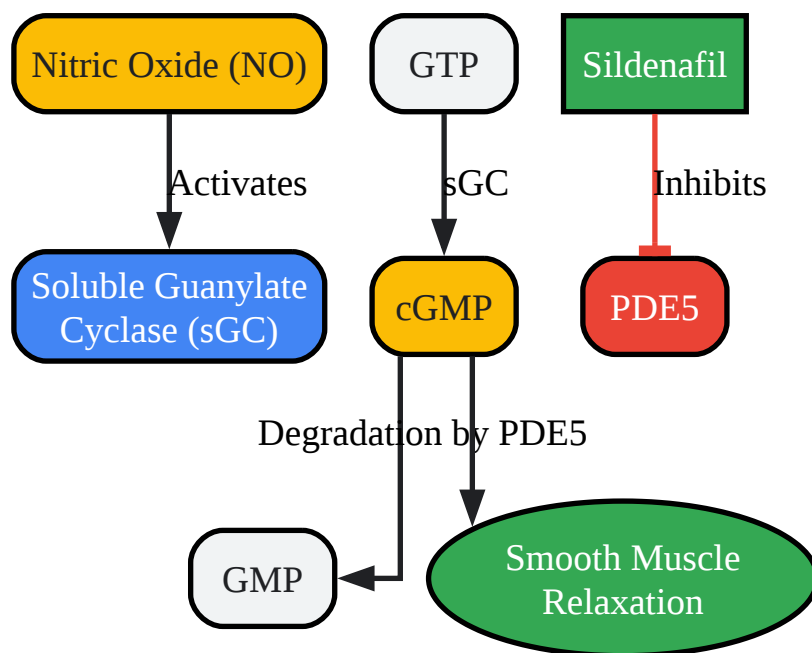 Nitric Oxide (NO)
GTP
Sildenafil
Activates
sGC
Inhibits
Soluble Guanylate
Cyclase (sGC)
cGMP
PDE5
Degradation by PDE5
GMP
Smooth Muscle
Relaxation